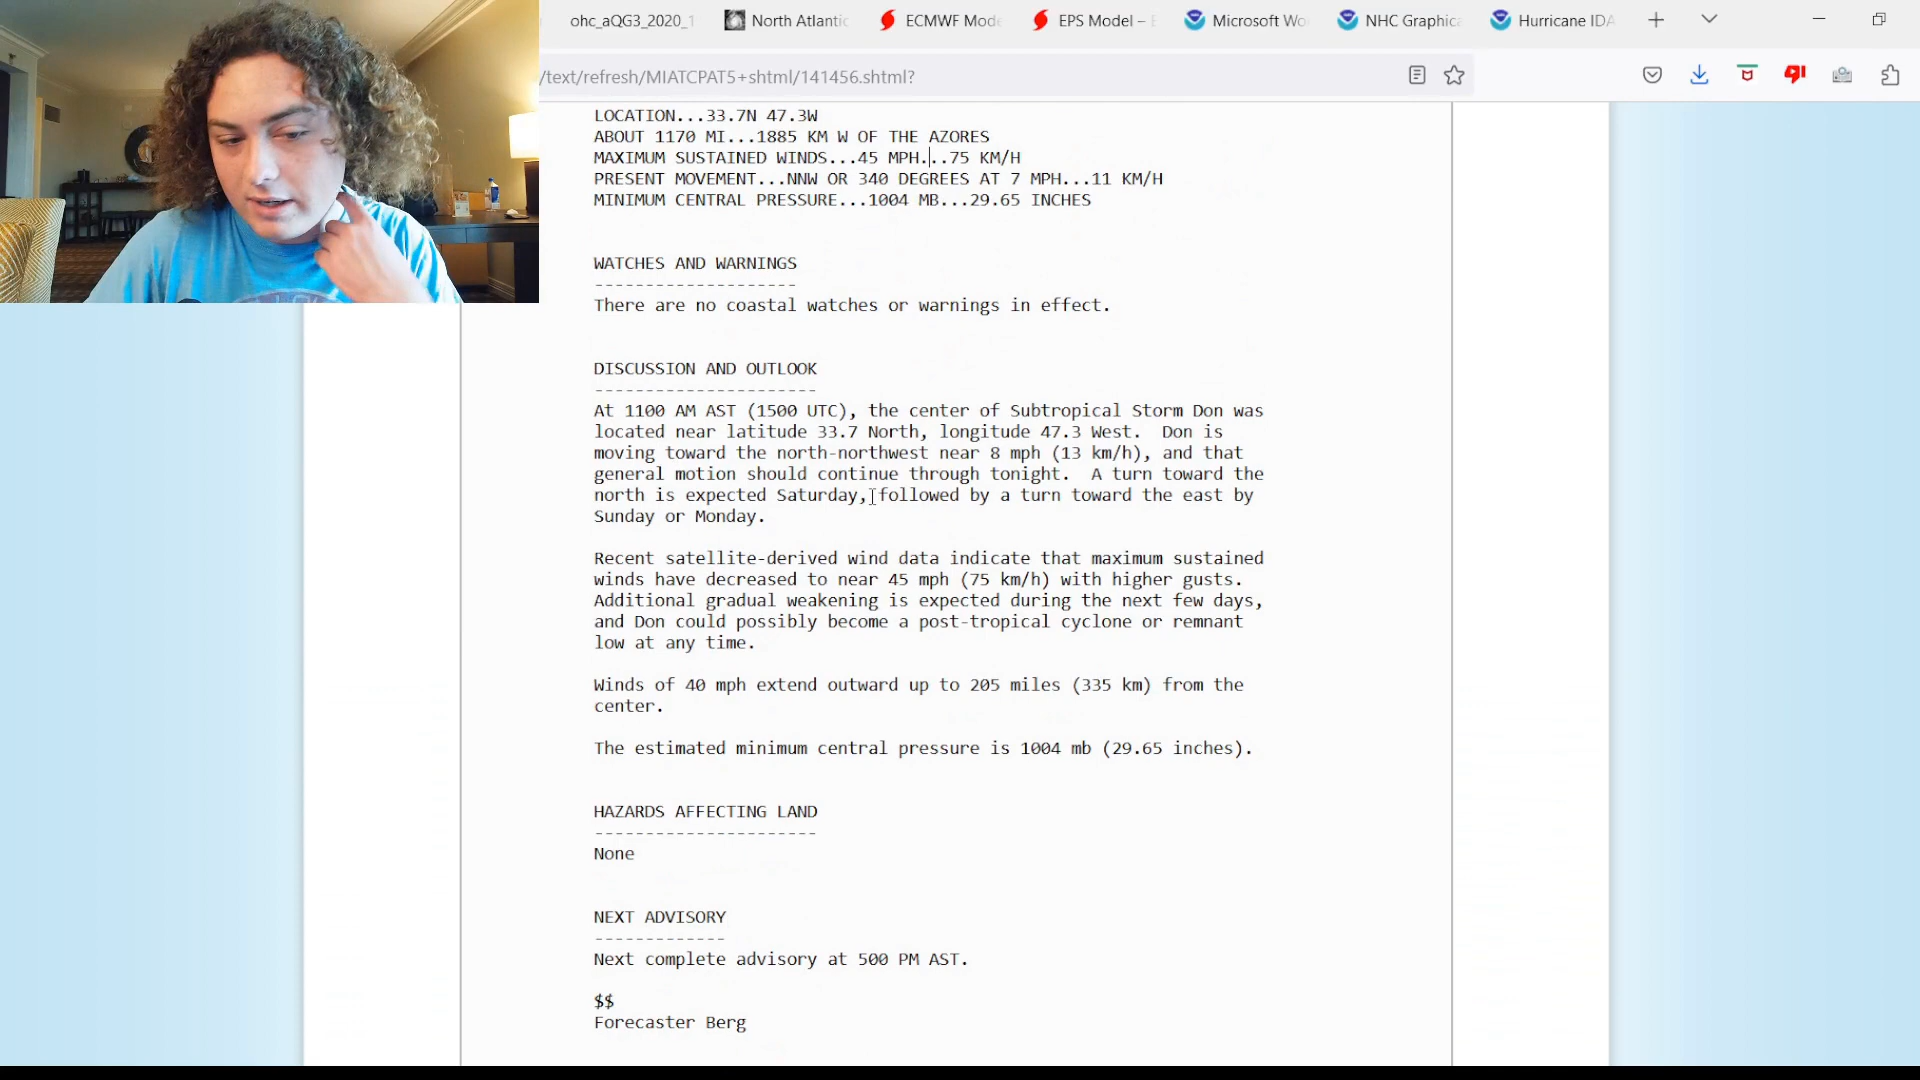 ohc_aQG3_2020_1
North Atlantic
ECMWF Mode
EPS Model –
Microsoft Wo
NHC Graphica
Hurricane IDA
/text/refresh/MIATCPAT5+shtml/141456.shtml?
LOCATION...33.7N 47.3W
ABOUT 1170 MI...1885 KM W OF THE AZORES
MAXIMUM SUSTAINED WINDS...45 MPH...75 KM/H
PRESENT MOVEMENT...NNW OR 340 DEGREES AT 7 MPH...11 KM/H
MINIMUM CENTRAL PRESSURE...1004 MB...29.65 INCHES
WATCHES AND WARNINGS
--------------------
There are no coastal watches or warnings in effect.
DISCUSSION AND OUTLOOK
----------------------
At 1100 AM AST (1500 UTC), the center of Subtropical Storm Don was
located near latitude 33.7 North, longitude 47.3 West.  Don is
moving toward the north-northwest near 8 mph (13 km/h), and that
general motion should continue through tonight.  A turn toward the
north is expected Saturday, followed by a turn toward the east by
Sunday or Monday.
Recent satellite-derived wind data indicate that maximum sustained
winds have decreased to near 45 mph (75 km/h) with higher gusts.
Additional gradual weakening is expected during the next few days,
and Don could possibly become a post-tropical cyclone or remnant
low at any time.
Winds of 40 mph extend outward up to 205 miles (335 km) from the
center.
The estimated minimum central pressure is 1004 mb (29.65 inches).
HAZARDS AFFECTING LAND
----------------------
None
NEXT ADVISORY
-------------
Next complete advisory at 500 PM AST.
$$
Forecaster Berg